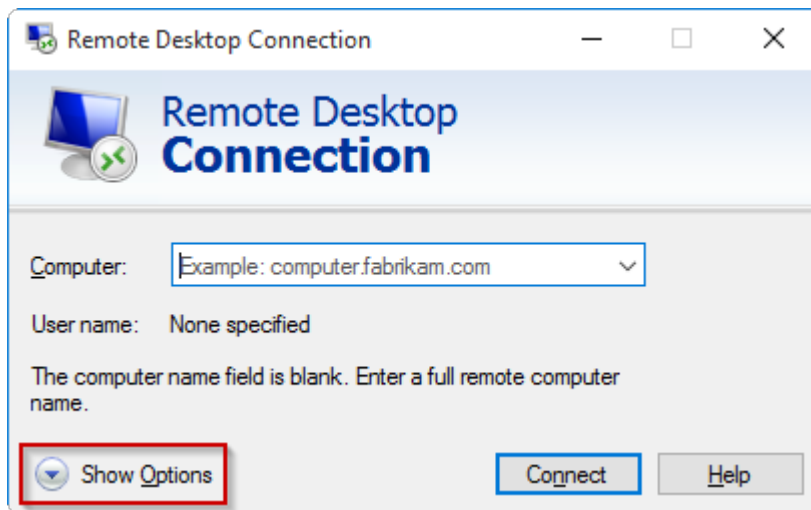 Remote Desktop Connection
Remote Desktop
Connection
Computer: Example: computer.fabrikam.com
User name: None specified
The computer name field is blank. Enter a full remote computer
name.
Show Options Connect Help